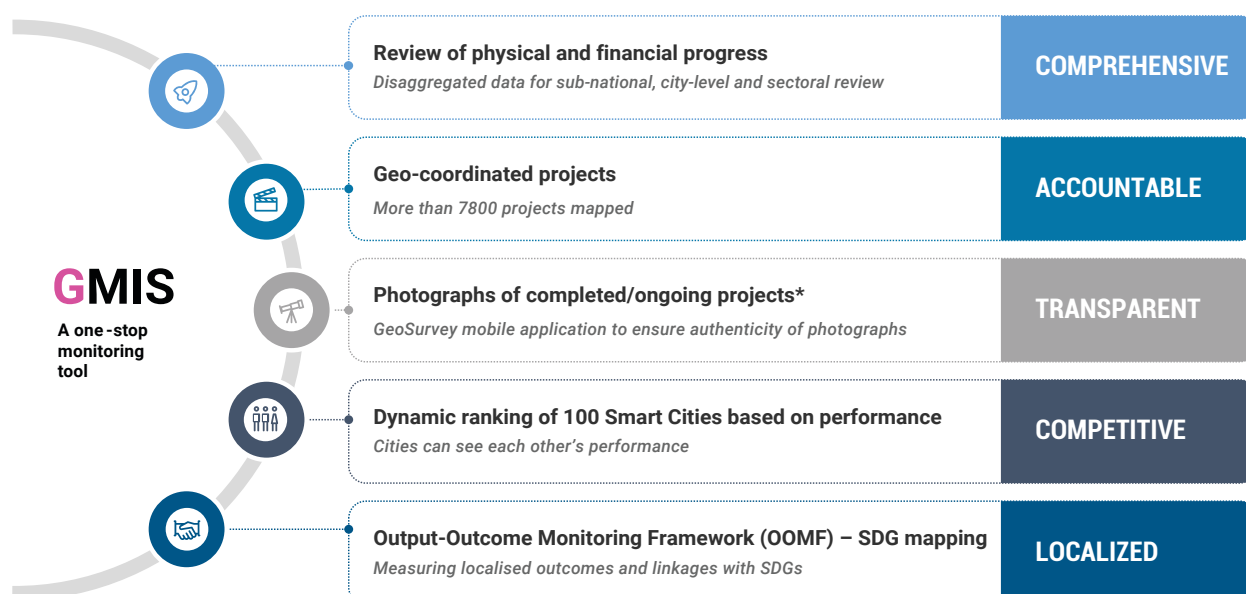 Review of physical and financial progress
Disaggregated data for sub-national, city-level and sectoral review
COMPREHENSIVE
Geo-coordinated projects
More than 7800 projects mapped
ACCOUNTABLE
GMIS
A one-stop
monitoring
tool
Photographs of completed/ongoing projects*
GeoSurvey mobile application to ensure authenticity of photographs
TRANSPARENT
Dynamic ranking of 100 Smart Cities based on performance
Cities can see each other's performance
COMPETITIVE
Output-Outcome Monitoring Framework (OOMF) – SDG mapping
Measuring localised outcomes and linkages with SDGs
LOCALIZED